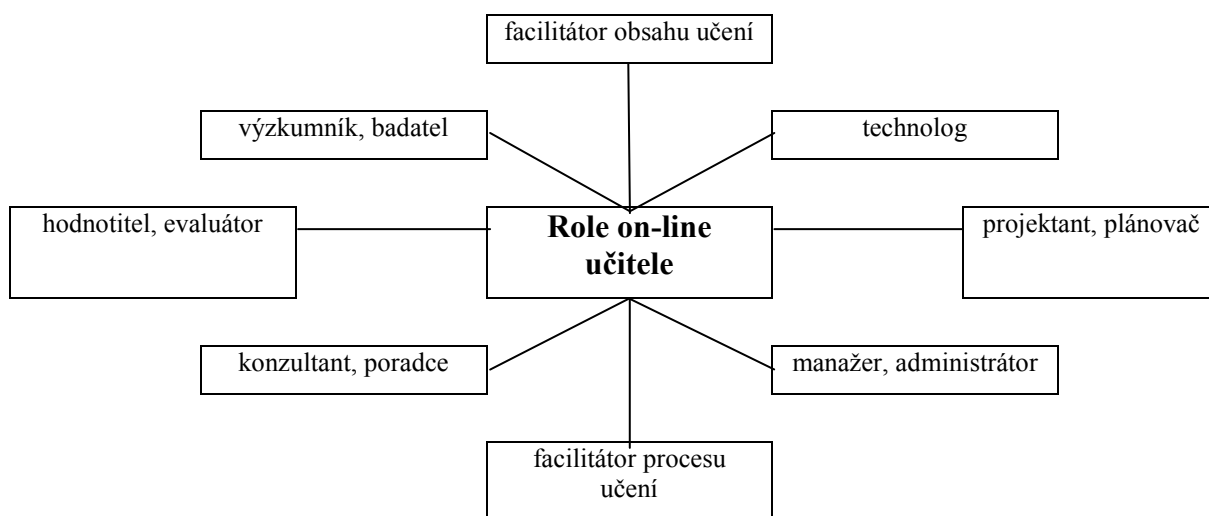 facilitátor obsahu učení
výzkumník, badatel
technolog
hodnotitel, evaluátor
Role on-line
učitele
projektant, plánovač
konzultant, poradce
manažer, administrátor
facilitátor procesu
učení